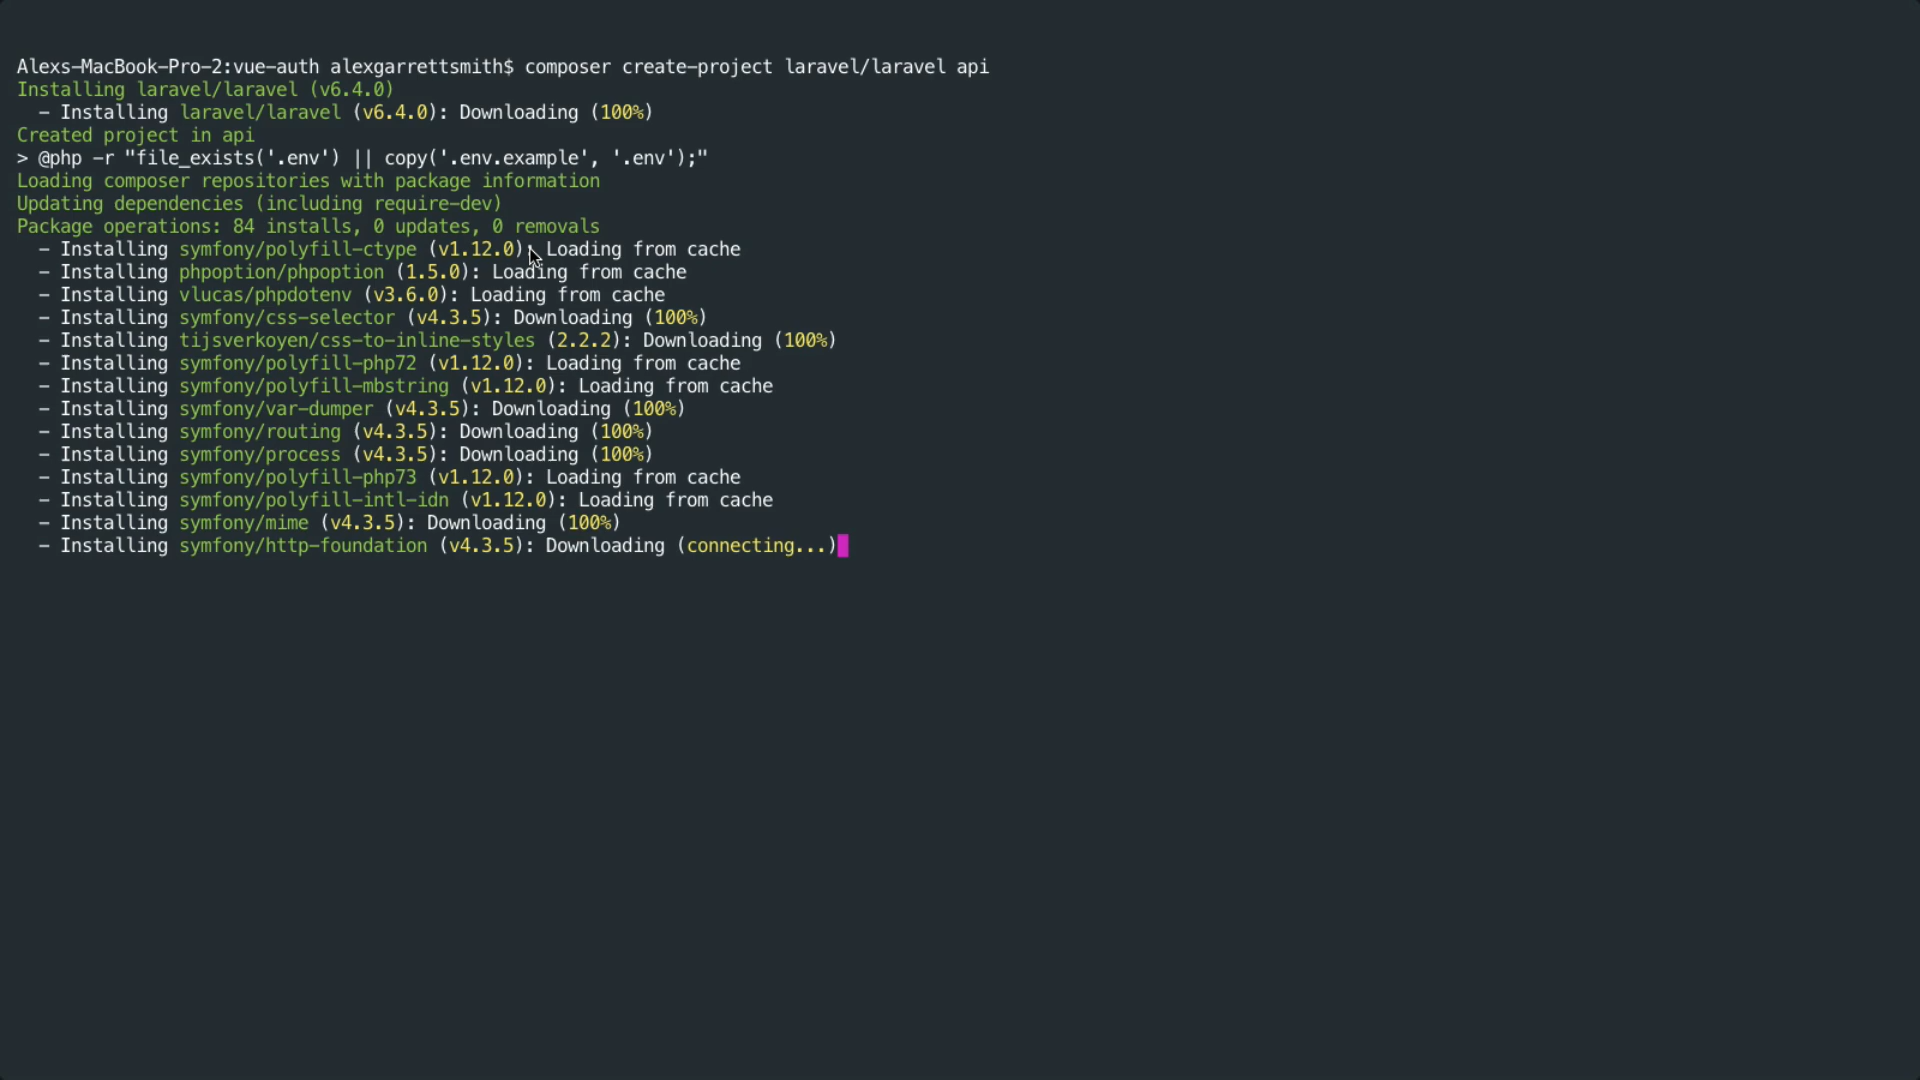 Alexs-MacBook-Pro-2:vue-auth alexgarrettsmith$ composer create-project laravel/laravel api
Installing laravel/laravel (v6.4.0)
  - Installing laravel/laravel (v6.4.0): Downloading (100%)
Created project in api
> @php -r "file_exists('.env') || copy('.env.example', '.env');"
Loading composer repositories with package information
Updating dependencies (including require-dev)
Package operations: 84 installs, 0 updates, 0 removals
  - Installing symfony/polyfill-ctype (v1.12.0): Loading from cache
  - Installing phpoption/phpoption (1.5.0): Loading from cache
  - Installing vlucas/phpdotenv (v3.6.0): Loading from cache
  - Installing symfony/css-selector (v4.3.5): Downloading (100%)
  - Installing tijsverkoyen/css-to-inline-styles (2.2.2): Downloading (100%)
  - Installing symfony/polyfill-php72 (v1.12.0): Loading from cache
  - Installing symfony/polyfill-mbstring (v1.12.0): Loading from cache
  - Installing symfony/var-dumper (v4.3.5): Downloading (100%)
  - Installing symfony/routing (v4.3.5): Downloading (100%)
  - Installing symfony/process (v4.3.5): Downloading (100%)
  - Installing symfony/polyfill-php73 (v1.12.0): Loading from cache
  - Installing symfony/polyfill-intl-idn (v1.12.0): Loading from cache
  - Installing symfony/mime (v4.3.5): Downloading (100%)
  - Installing symfony/http-foundation (v4.3.5): Downloading (connecting...)